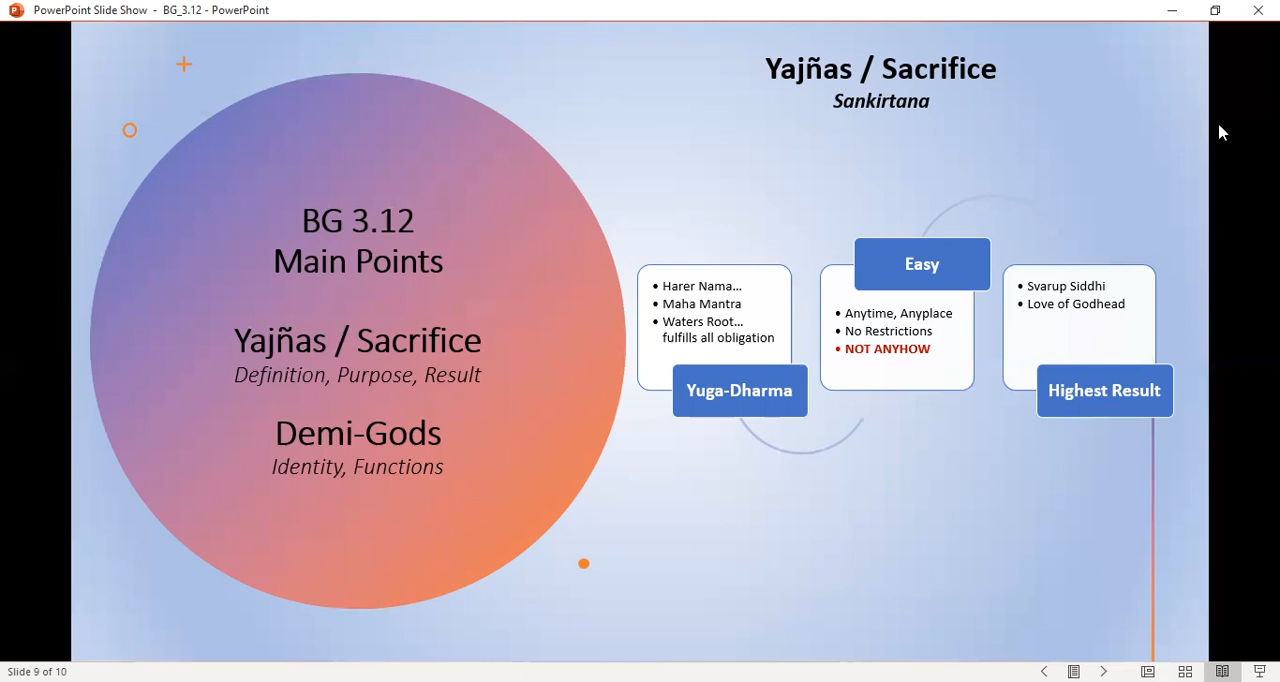 PowerPoint Slide Show - BG_3.12 - PowerPoint
Yajñas / Sacrifice
Sankirtana
BG 3.12
Main Points
Yajñas / Sacrifice
Definition, Purpose, Result
Demi-Gods
Identity, Functions
• Harer Nama...
• Maha Mantra
• Waters Root...
fulfills all obligation
Yuga-Dharma
Easy
• Anytime, Anyplace
• No Restrictions
• NOT ANYHOW
• Svarup Siddhi
• Love of Godhead
Highest Result
Slide 9 of 10